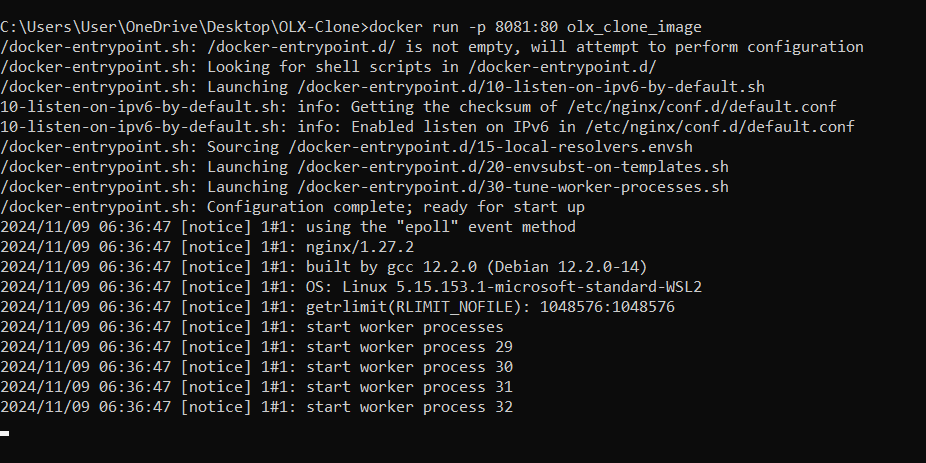 C:\Users\User\OneDrive\Desktop\OLX-Clone>docker run -p 8081:80 olx_clone_image
/docker-entrypoint.sh: /docker-entrypoint.d/ is not empty, will attempt to perform configuration
/docker-entrypoint.sh: Looking for shell scripts in /docker-entrypoint.d/
/docker-entrypoint.sh: Launching /docker-entrypoint.d/10-listen-on-ipv6-by-default.sh
10-listen-on-ipv6-by-default.sh: info: Getting the checksum of /etc/nginx/conf.d/default.conf
10-listen-on-ipv6-by-default.sh: info: Enabled listen on IPv6 in /etc/nginx/conf.d/default.conf
/docker-entrypoint.sh: Sourcing /docker-entrypoint.d/15-local-resolvers.envsh
/docker-entrypoint.sh: Launching /docker-entrypoint.d/20-envsubst-on-templates.sh
/docker-entrypoint.sh: Launching /docker-entrypoint.d/30-tune-worker-processes.sh
/docker-entrypoint.sh: Configuration complete; ready for start up
2024/11/09 06:36:47 [notice] 1#1: using the "epoll" event method
2024/11/09 06:36:47 [notice] 1#1: nginx/1.27.2
2024/11/09 06:36:47 [notice] 1#1: built by gcc 12.2.0 (Debian 12.2.0-14)
2024/11/09 06:36:47 [notice] 1#1: OS: Linux 5.15.153.1-microsoft-standard-WSL2
2024/11/09 06:36:47 [notice] 1#1: getrlimit(RLIMIT_NOFILE): 1048576:1048576
2024/11/09 06:36:47 [notice] 1#1: start worker processes
2024/11/09 06:36:47 [notice] 1#1: start worker process 29
2024/11/09 06:36:47 [notice] 1#1: start worker process 30
2024/11/09 06:36:47 [notice] 1#1: start worker process 31
2024/11/09 06:36:47 [notice] 1#1: start worker process 32